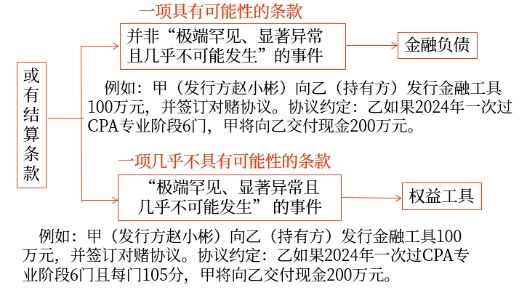 一项具有可能性的条款
并非“极端罕见、显著异常
且几乎不可能发生”的事件
金融负债
或有结算条款
例如：甲（发行方赵小彬）向乙（持有方）发行金融工具
100万元，并签订对赌协议。协议约定：乙如果2024年一次过
CPA专业阶段6门，甲将向乙交付现金200万元。
一项几乎不具有可能性的条款
“极端罕见、显著异常且
几乎不可能发生” 的事件
权益工具
例如：甲（发行方赵小彬）向乙（持有方）发行金融工具100
万元，并签订对赌协议。协议约定：乙如果2024年一次过CPA专
业阶段6门且每门105分，甲将向乙交付现金200万元。